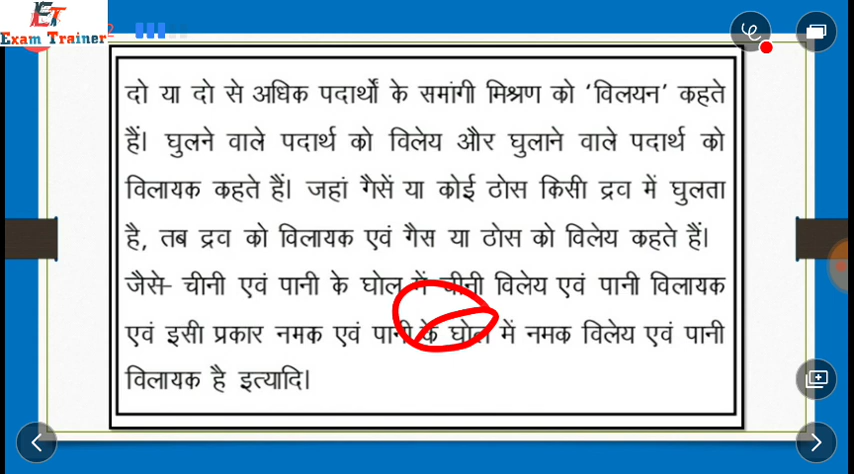 ET
Exam Trainer
दो या दो से अधिक पदार्थों के समांगी मिश्रण को 'विलयन' कहते
हैं। घुलने वाले पदार्थ को विलेय और घुलाने वाले पदार्थ को
विलायक कहते हैं। जहां गैसें या कोई ठोस किसी द्रव में घुलता
है, तब द्रव को विलायक एवं गैस या ठोस को विलेय कहते हैं।
जैसे- चीनी एवं पानी के घोल में चीनी विलेय एवं पानी विलायक
एवं इसी प्रकार नमक एवं पानी के घोल में नमक विलेय एवं पानी
विलायक है इत्यादि।